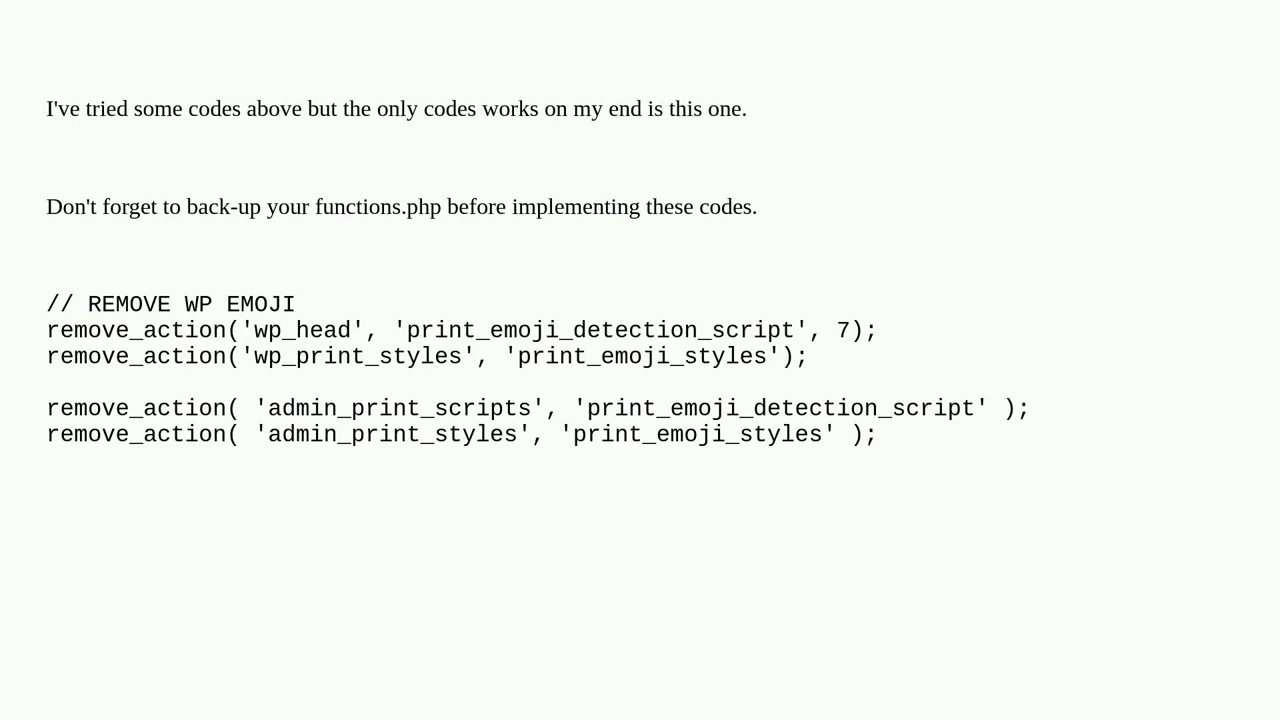 I've tried some codes above but the only codes works on my end is this one.
Don't forget to back-up your functions.php before implementing these codes.
// REMOVE WP EMOJI
remove_action('wp_head', 'print_emoji_detection_script', 7);
remove_action('wp_print_styles', 'print_emoji_styles');
remove_action( 'admin_print_scripts', 'print_emoji_detection_script' );
remove_action( 'admin_print_styles', 'print_emoji_styles' );